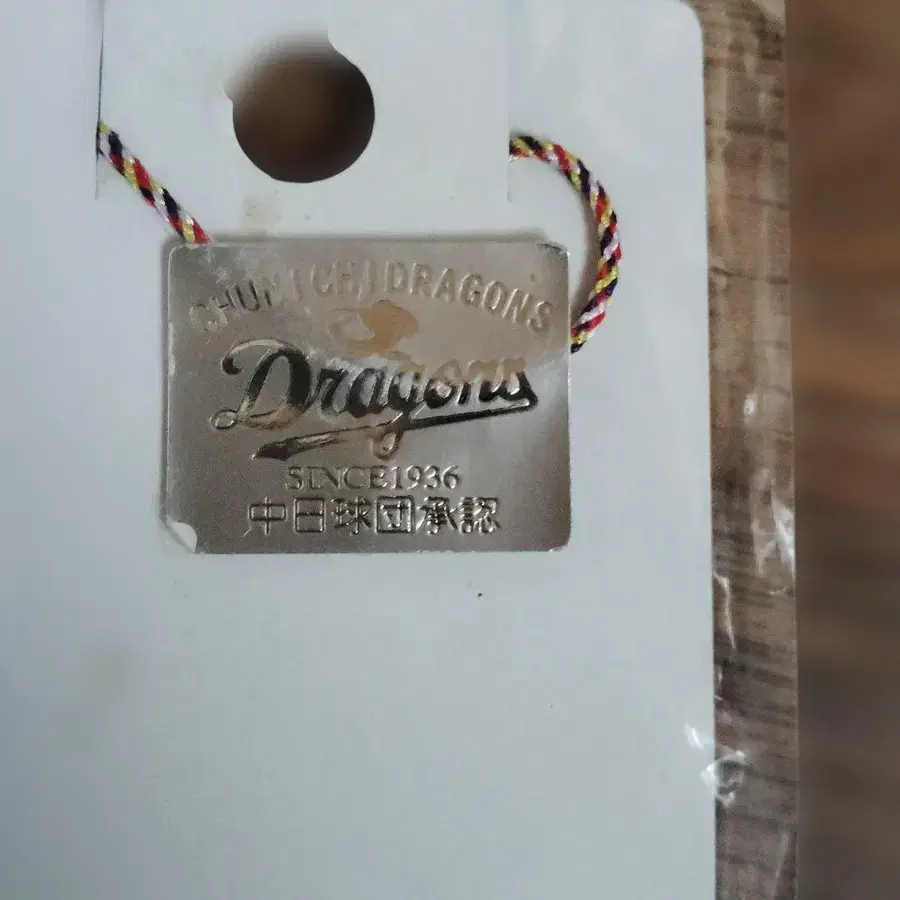 CHUNICHI DRAGONS
Dragons
SINCE1936
中日球団承認